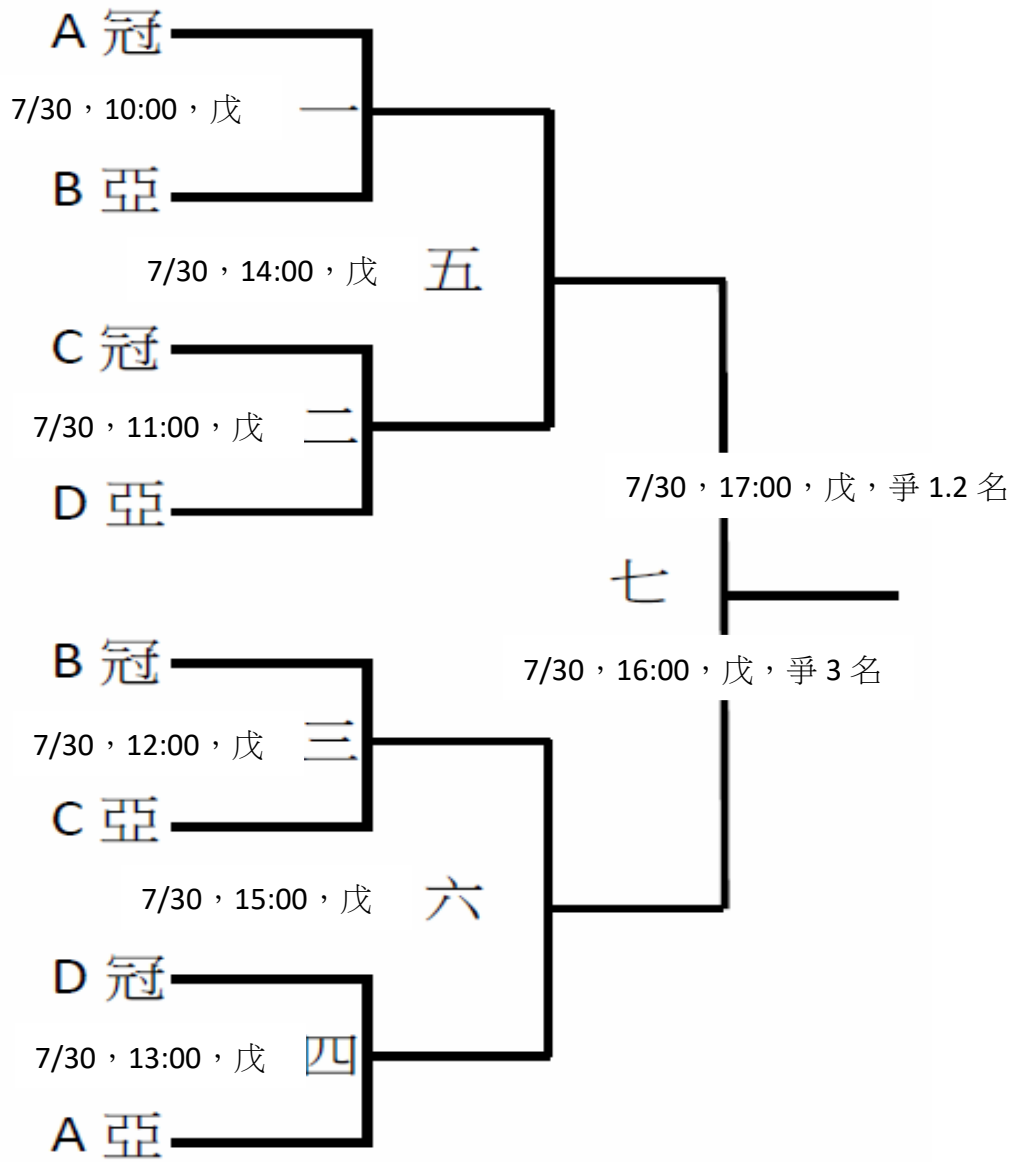 A 冠
7/30，10:00，戊 一
B 亞
7/30，14:00，戊 五
C 冠
7/30，11:00，戊 二
D 亞
7/30，17:00，戊，爭 1.2 名
七
B 冠
7/30，16:00，戊，爭 3 名
7/30，12:00，戊 三
C 亞
7/30，15:00，戊 六
D 冠
7/30，13:00，戊 四
A 亞